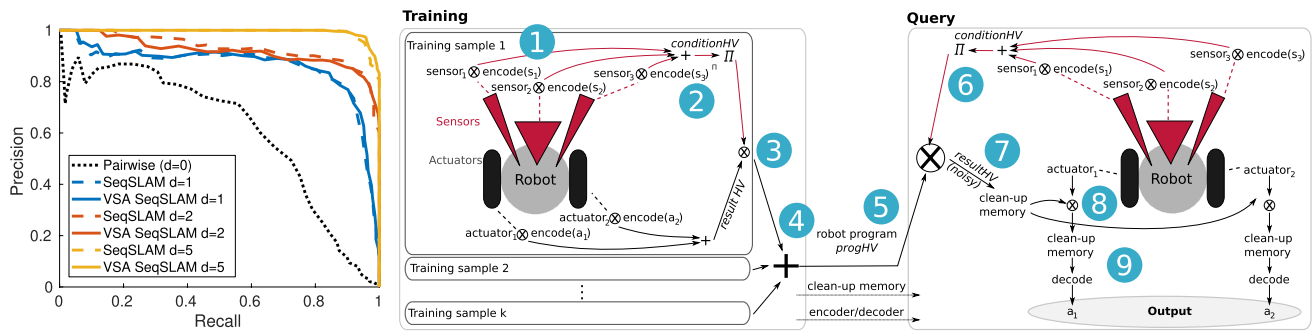 Precision
1
0.8
0.6
0.4
0.2
0
0
0.2
0.4
0.6
0.8
1
Recall
Pairwise (d=0)
SeqSLAM d=1
VSA SeqSLAM d=1
SeqSLAM d=2
VSA SeqSLAM d=2
SeqSLAM d=5
VSA SeqSLAM d=5
Training
Training sample 1
1
conditionHV
+
Π
n
sensor₁ ⊗ encode(s₁)
sensor₂ ⊗ encode(s₂)
sensor₃ ⊗ encode(s₃)
2
Sensors
Actuators
Robot
⊗
3
result HV
actuator₂ ⊗ encode(a₂)
actuator₁ ⊗ encode(a₁)
+
4
+
Training sample 2
⋮
Training sample k
5
robot program
progHV
clean-up memory
encoder/decoder
Query
conditionHV
Π
+
sensor₁ ⊗ encode(s₁)
sensor₂ ⊗ encode(s₂)
sensor₃ ⊗ encode(s₃)
6
⊗
7
resultHV
(noisy)
clean-up
memory
actuator₁
actuator₂
Robot
⊗
8
⊗
clean-up
memory
clean-up
memory
9
decode
decode
a₁
Output
a₂